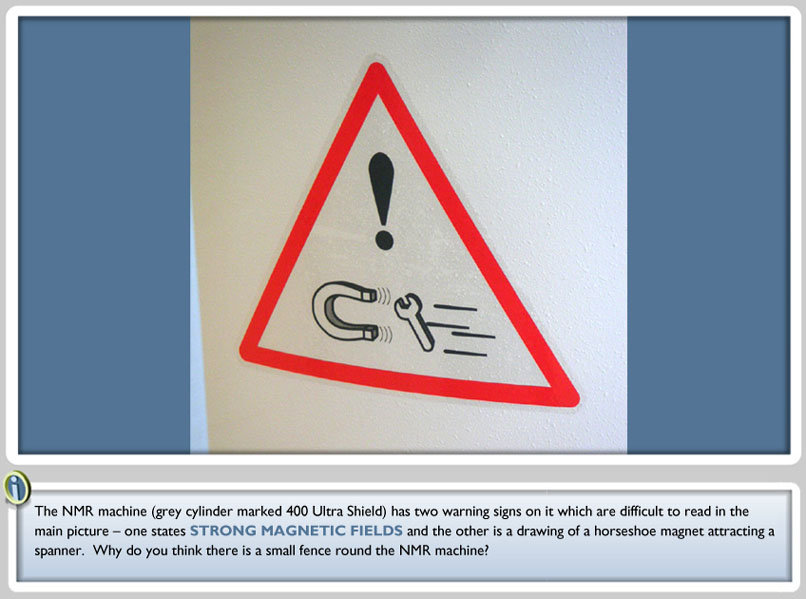 !
The NMR machine (grey cylinder marked 400 Ultra Shield) has two warning signs on it which are difficult to read in the
main picture – one states STRONG MAGNETIC FIELDS and the other is a drawing of horseshoe magnet attracting a
spanner.  Why do you think there is a small fence round the NMR machine?